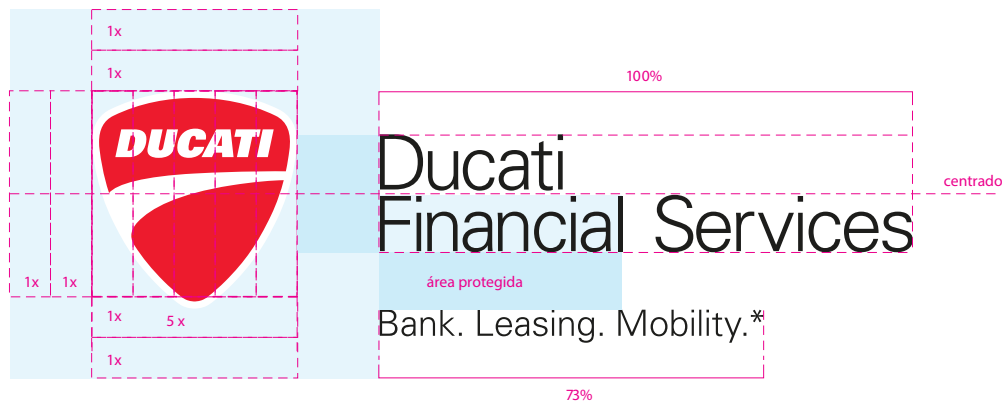 1x
1x
100%
DUCATI
Ducati
centrado
Financial Services
1x
1x
área protegida
1x
5 x
Bank. Leasing. Mobility.*
1x
73%